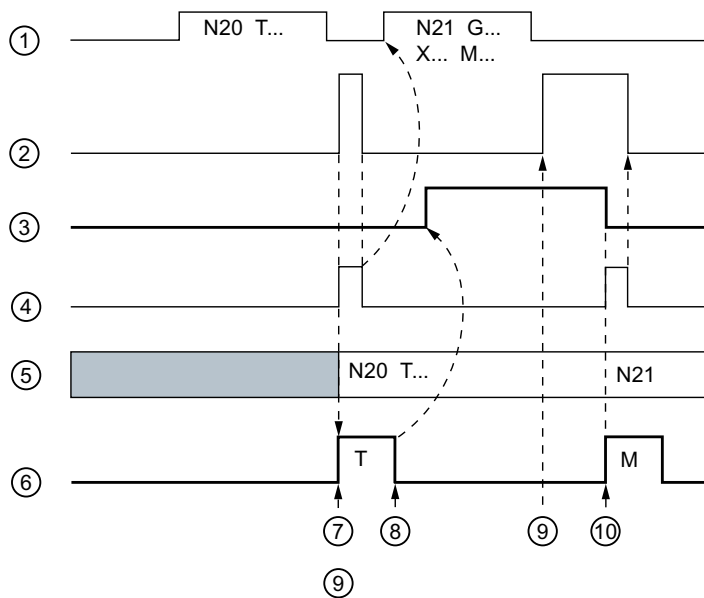 ① N20 T... N21 G...
X... M...
②
③
④
⑤ N20 T... N21
⑥ T M
⑦ ⑧ ⑨ ⑩
⑨